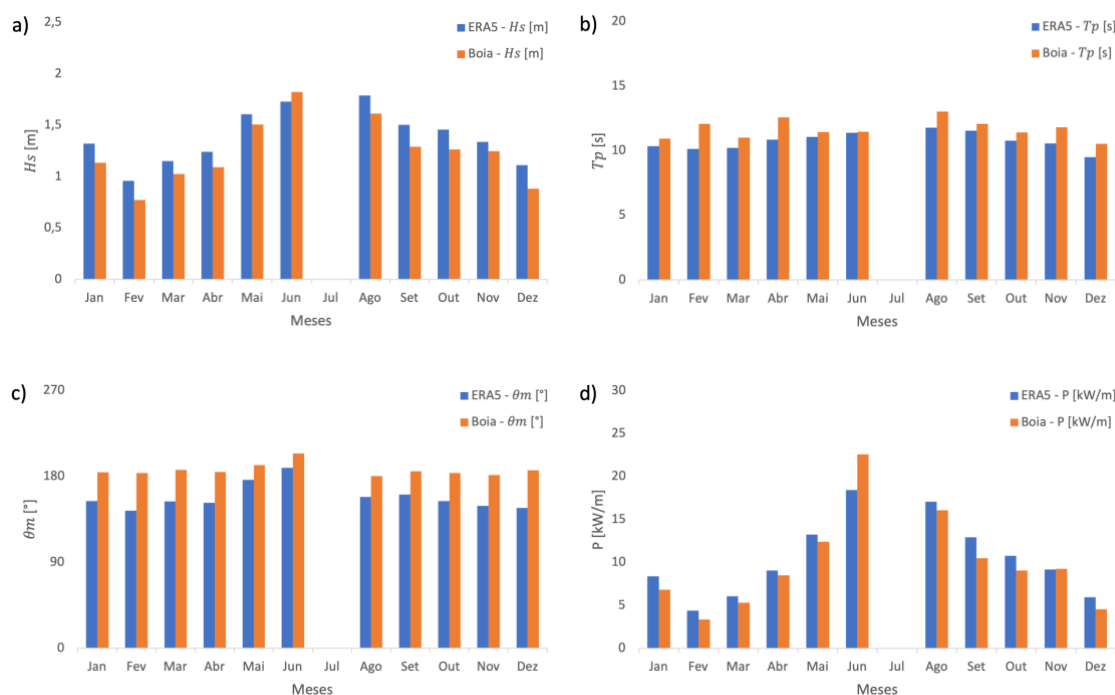 a)
2,5
2
1,5
1
0,5
0
Hs [m]
ERA5 - Hs [m]
Boia - Hs [m]
Jan Fev Mar Abr Mai Jun Jul Ago Set Out Nov Dez
Meses
b)
20
15
10
5
0
Tp [s]
ERA5 - Tp [s]
Boia - Tp [s]
Jan Fev Mar Abr Mai Jun Jul Ago Set Out Nov Dez
Meses
c)
270
180
90
0
θm [°]
ERA5 - θm [°]
Boia - θm [°]
Jan Fev Mar Abr Mai Jun Jul Ago Set Out Nov Dez
Meses
d)
30
25
20
15
10
5
0
P [kW/m]
ERA5 - P [kW/m]
Boia - P [kW/m]
Jan Fev Mar Abr Mai Jun Jul Ago Set Out Nov Dez
Meses